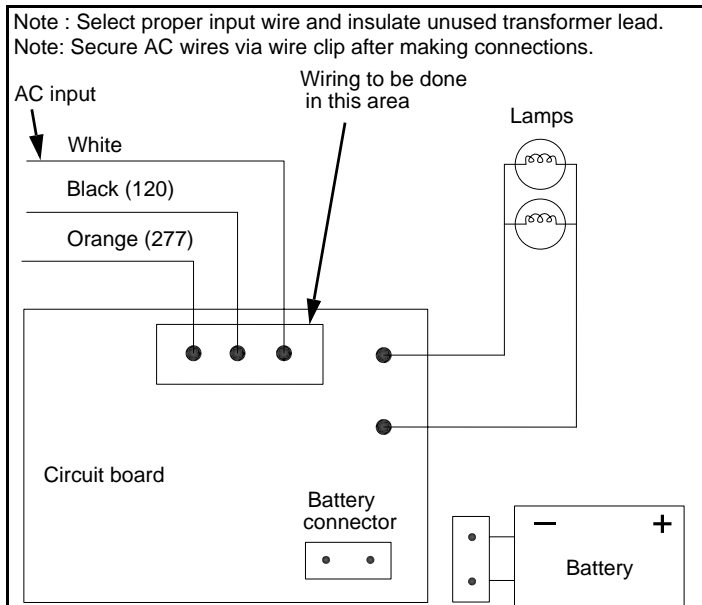 Note : Select proper input wire and insulate unused transformer lead.
Note: Secure AC wires via wire clip after making connections.
Wiring to be done
in this area
AC input
Lamps
White
Black (120)
Orange (277)
Circuit board
Battery
connector
− +
Battery